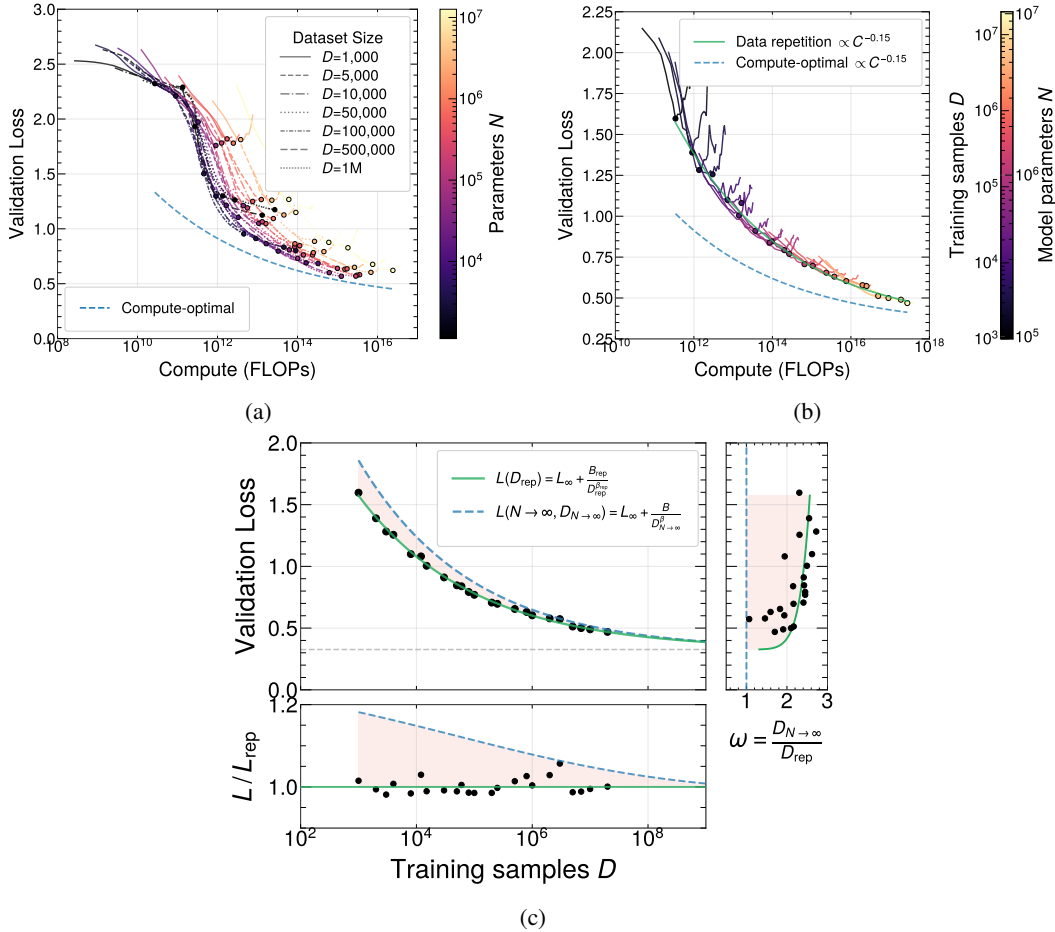 3.0
2.5
2.0
1.5
1.0
0.5
0.0
Validation Loss
10^8
10^10
10^12
10^14
10^16
Compute (FLOPs)
Dataset Size
D=1,000
D=5,000
D=10,000
D=50,000
D=100,000
D=500,000
D=1M
Compute-optimal
10^7
10^6
10^5
10^4
Parameters N
(a)
2.25
2.00
1.75
1.50
1.25
1.00
0.75
0.50
0.25
Validation Loss
10^10
10^12
10^14
10^16
10^18
Compute (FLOPs)
Data repetition ∝C^−0.15
Compute-optimal ∝C^−0.15
Training samples D
10^7
10^6
10^5
10^4
10^3
Model parameters N
10^6
10^5
(b)
2.0
1.5
1.0
0.5
0.0
Validation Loss
L(D_rep) = L_∞ + B_rep / D_rep^β_rep
L(N→∞, D_N→∞) = L_∞ + B / D_N→∞^β
1
2
3
ω = D_N→∞ / D_rep
1.2
1.0
L / L_rep
10^2
10^4
10^6
10^8
Training samples D
(c)